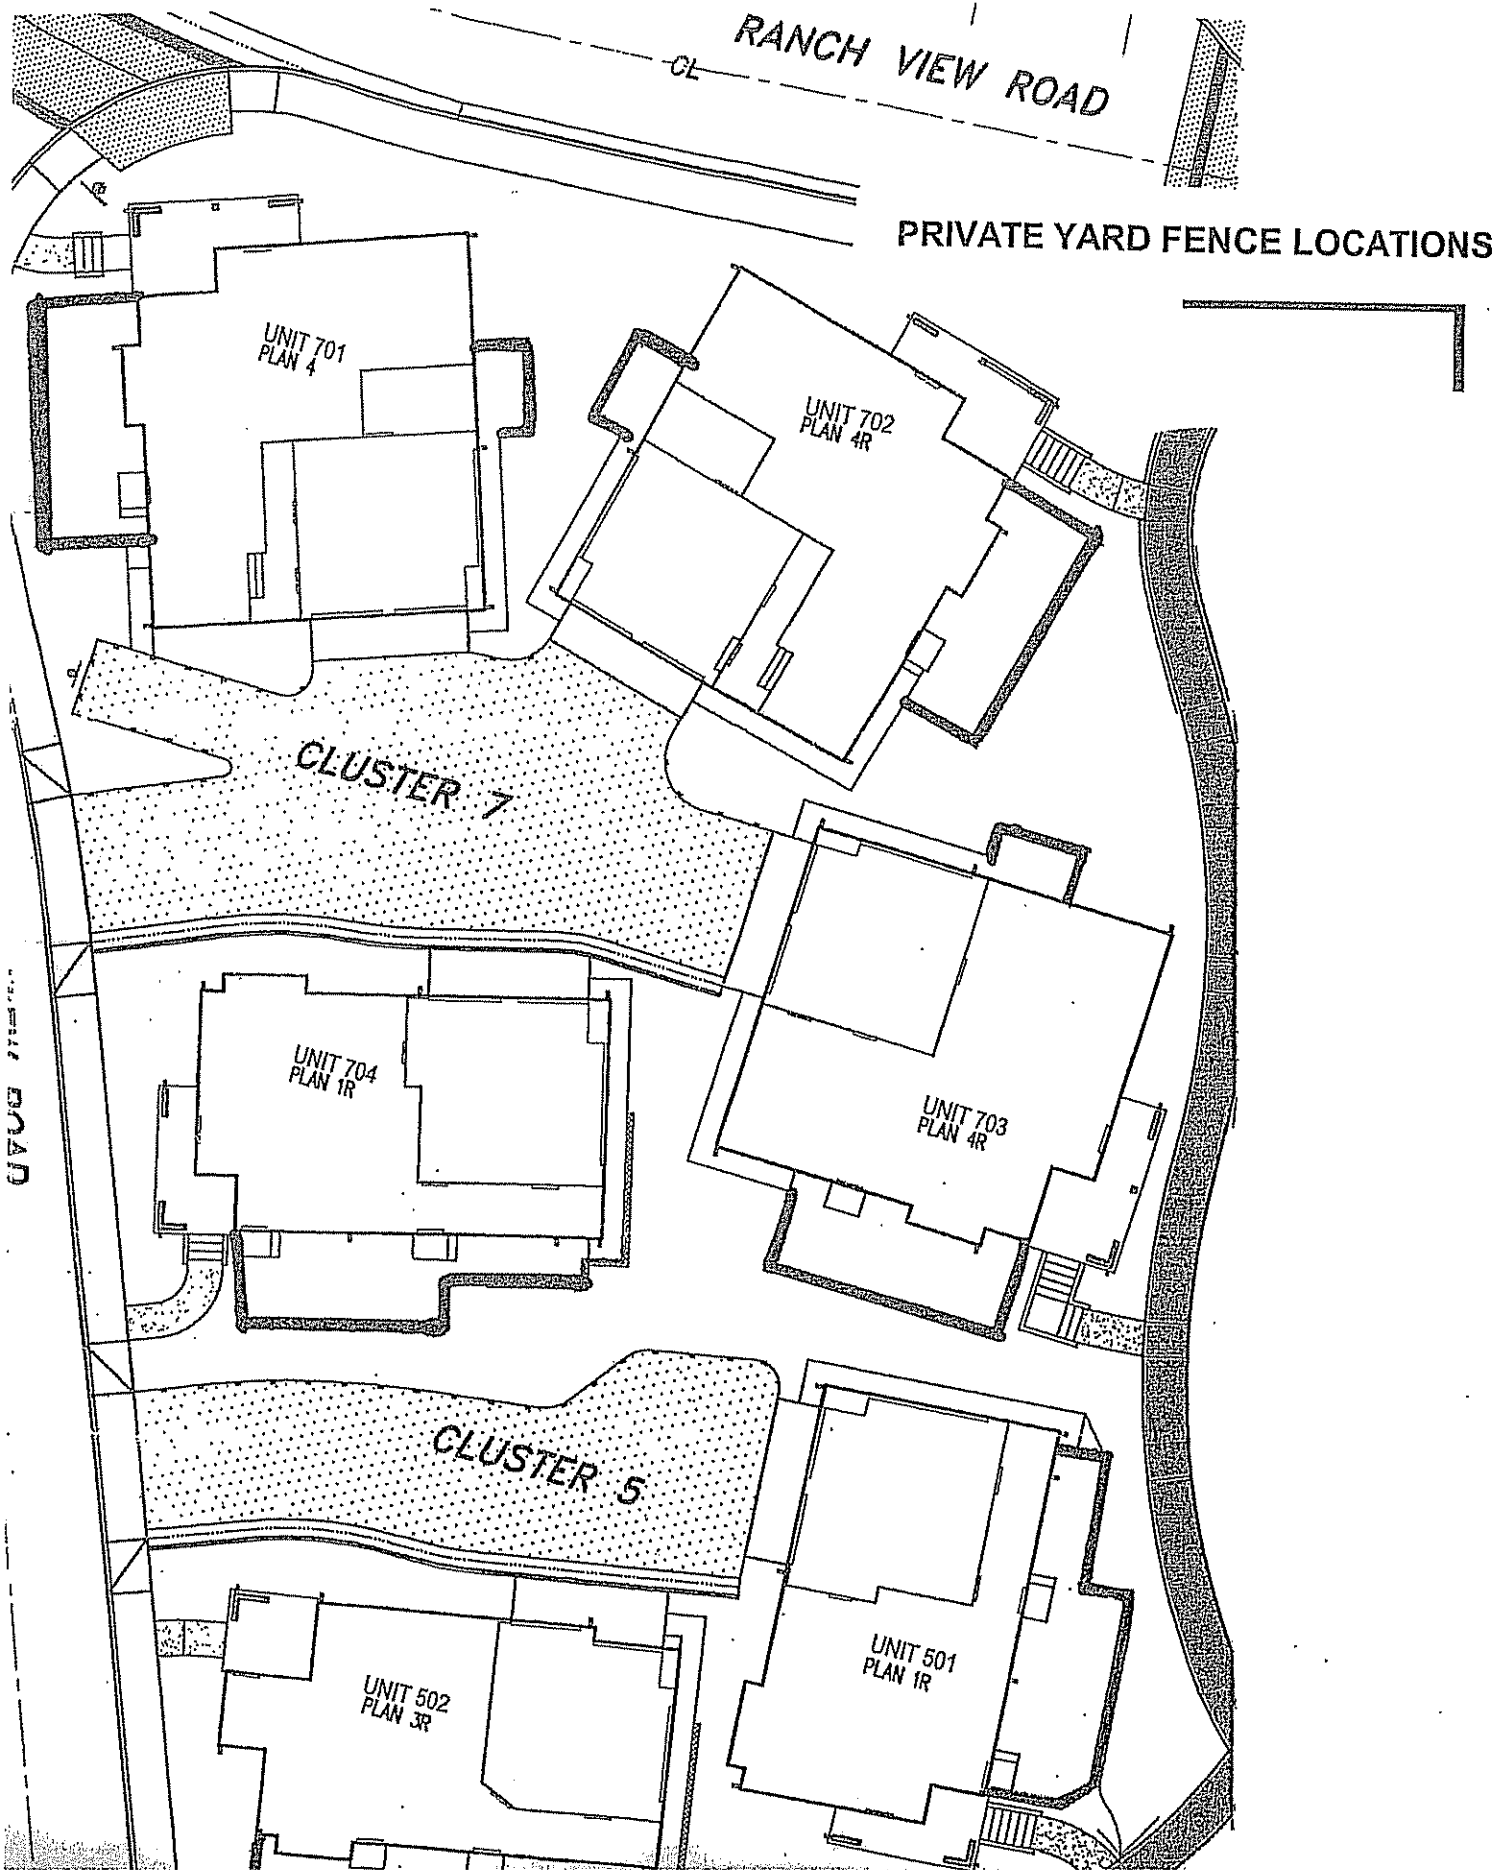 RANCH VIEW ROAD
CL
PRIVATE YARD FENCE LOCATIONS
UNIT 701
PLAN 4
UNIT 702
PLAN 4R
CLUSTER 7
UNIT 704
PLAN 1R
UNIT 703
PLAN 4R
ROAD
CLUSTER 5
UNIT 501
PLAN 1R
UNIT 502
PLAN 3R